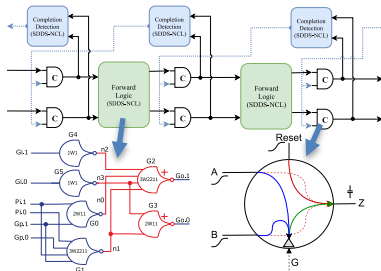 Completion
Detection
(SDDS-NCL)
Completion
Detection
(SDDS-NCL)
Completion
Detection
(SDDS-NCL)
C
C
C
C
C
C
Forward
Logic
(SDDS-NCL)
Forward
Logic
(SDDS-NCL)
Gi.1
G4
1W1
n2
Gi.0
G5
1W1
n3
G2
3W2211
Go.1
Pi.1
Pi.0
2W11
n0
G0
Gp.1
G3
2W11
Go.0
Gp.0
3W2211
n1
G1
Reset
A
B
Z
G